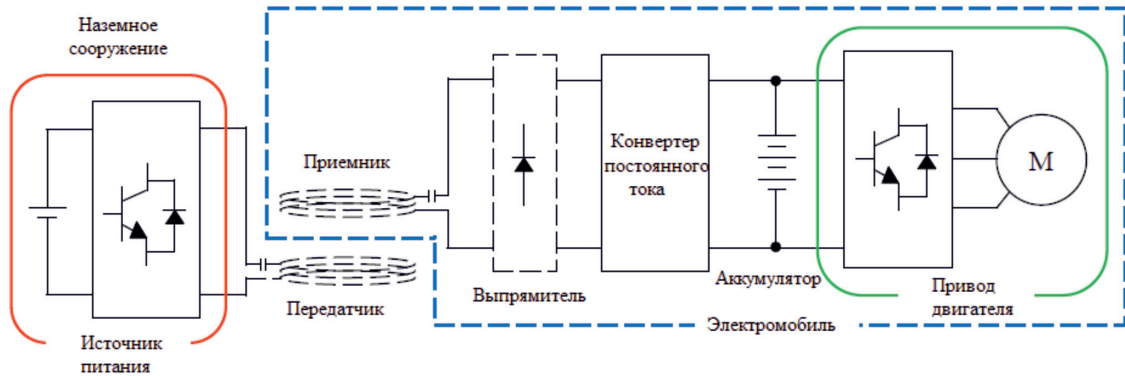 Наземное
сооружение
Приемник
Передатчик
Выпрямитель
Конвертер
постоянного
тока
Аккумулятор
M
Привод
двигателя
Электромобиль
Источник
питания